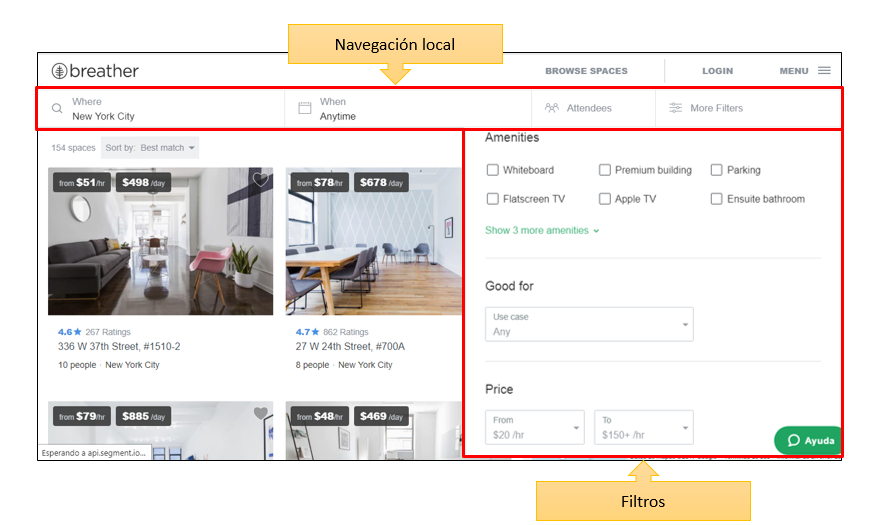 Navegación local
breather
BROWSE SPACES
LOGIN
MENU
Where
New York City
When
Anytime
Attendees
More Filters
154 spaces
Sort by: Best match
from $51/hr
$498 /day
from $78/hr
$678 /day
4.6★ 267 Ratings
336 W 37th Street, #1510-2
10 people · New York City
4.7★ 862 Ratings
27 W 24th Street, #700A
8 people · New York City
from $79/hr
$885 /day
from $48/hr
$469 /day
Esperando a api.segment.io...
Amenities
Whiteboard
Premium building
Parking
Flatscreen TV
Apple TV
Ensuite bathroom
Show 3 more amenities
Good for
Use case
Any
Price
From
$20 /hr
To
$150+ /hr
Ayuda
Filtros